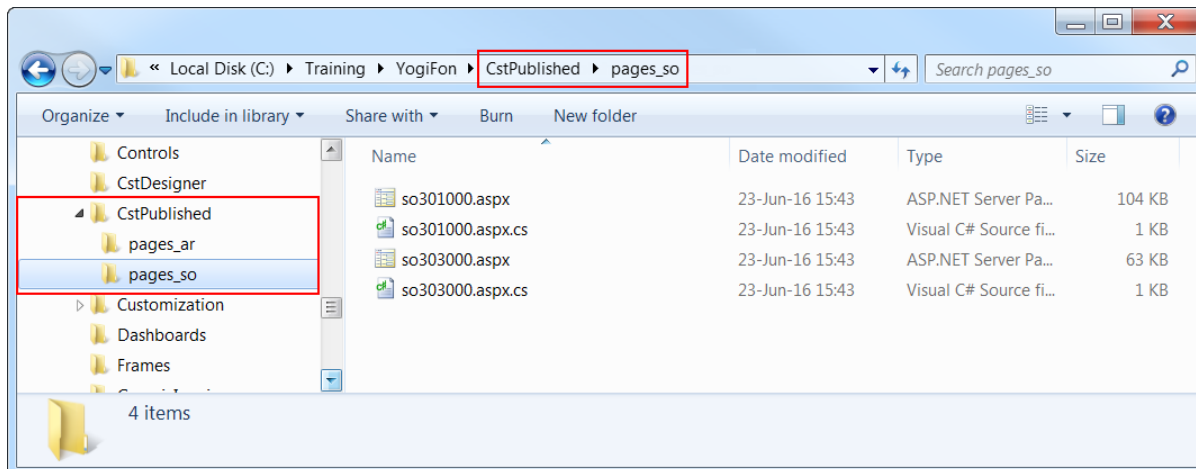 « Local Disk (C:) ▸ Training ▸ YogiFon ▸ CstPublished ▸ pages_so Search pages_so
Organize Include in library Share with Burn New folder
Controls
CstDesigner
CstPublished
pages_ar
pages_so
Customization
Dashboards
Frames
Name Date modified Type Size
so301000.aspx 23-Jun-16 15:43 ASP.NET Server Pa... 104 KB
so301000.aspx.cs 23-Jun-16 15:43 Visual C# Source fi... 1 KB
so303000.aspx 23-Jun-16 15:43 ASP.NET Server Pa... 63 KB
so303000.aspx.cs 23-Jun-16 15:43 Visual C# Source fi... 1 KB
4 items